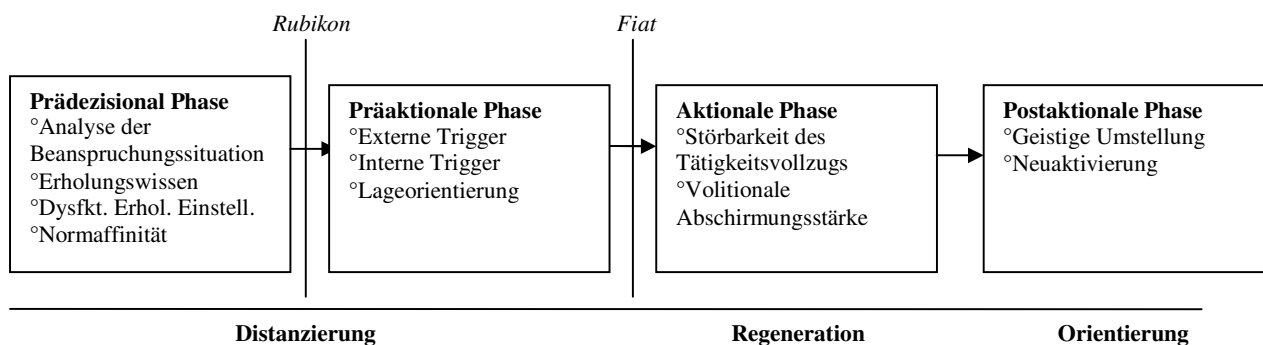 Rubikon
Fiat
Prädezisional Phase
°Analyse der
Beanspruchungssituation
°Erholungswissen
°Dysfkt. Erhol. Einstell.
°Normaffinität
Präaktionale Phase
°Externe Trigger
°Interne Trigger
°Lageorientierung
Aktionale Phase
°Störbarkeit des
Tätigkeitsvollzugs
°Volitionale
Abschirmungsstärke
Postaktionale Phase
°Geistige Umstellung
°Neuaktivierung
Distanzierung
Regeneration
Orientierung